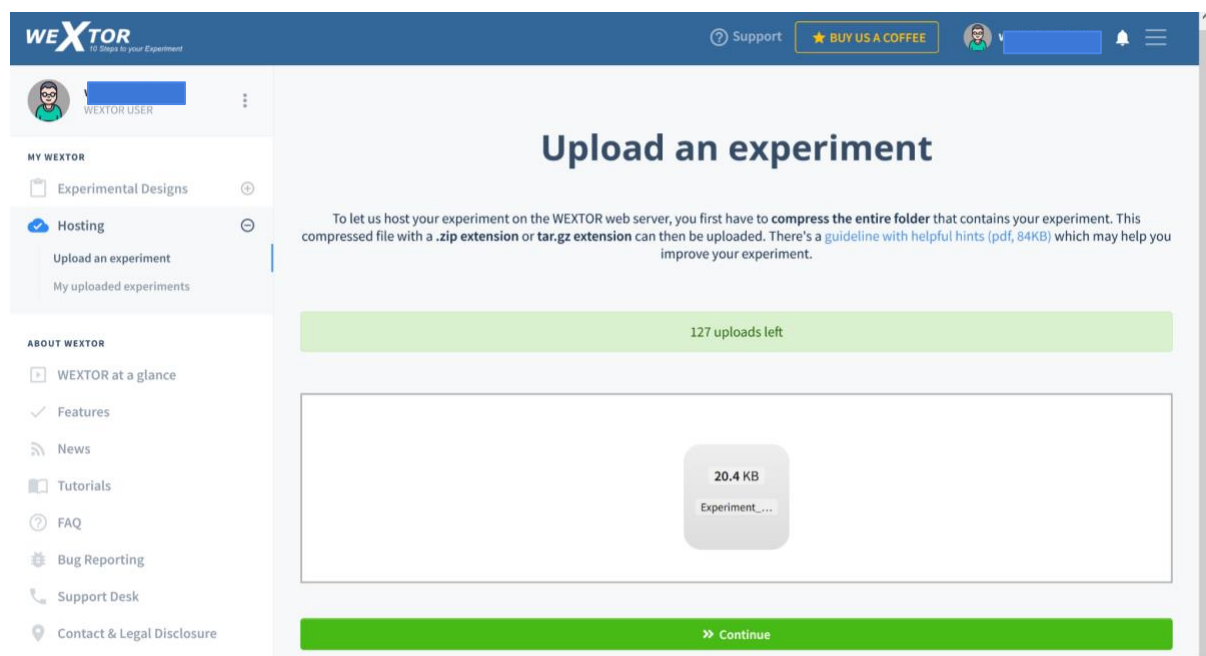 WEXTOR
10 Steps to your Experiment
Support
BUY US A COFFEE
WEXTOR USER
MY WEXTOR
Experimental Designs
Hosting
Upload an experiment
My uploaded experiments
ABOUT WEXTOR
WEXTOR at a glance
Features
News
Tutorials
FAQ
Bug Reporting
Support Desk
Contact & Legal Disclosure
Upload an experiment
To let us host your experiment on the WEXTOR web server, you first have to compress the entire folder that contains your experiment. This
compressed file with a .zip extension or tar.gz extension can then be uploaded. There's a guideline with helpful hints (pdf, 84KB) which may help you
improve your experiment.
127 uploads left
20.4 KB
Experiment_...
Continue